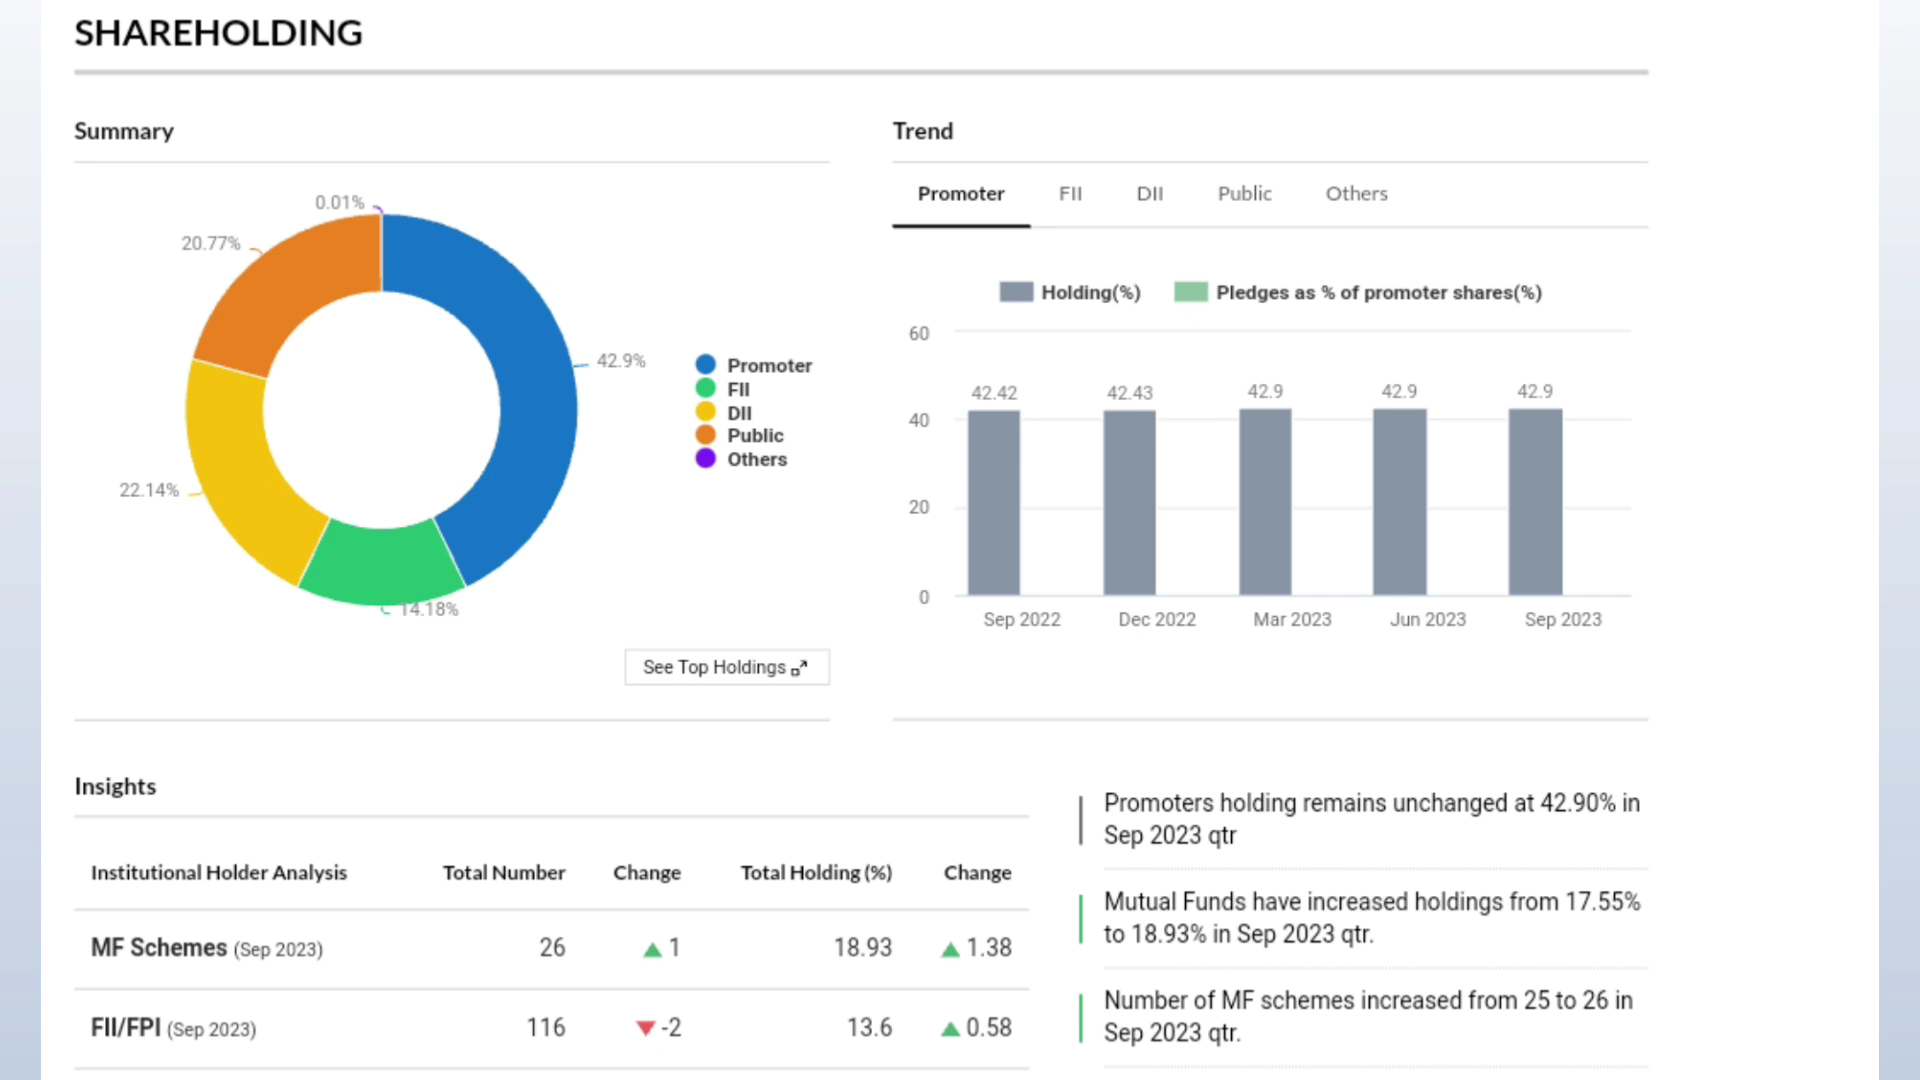 SHAREHOLDING
Summary
0.01%
20.77%
42.9%
22.14%
14.18%
Promoter
FII
DII
Public
Others
See Top Holdings
Trend
Promoter FII DII Public Others
Holding(%) Pledges as % of promoter shares(%)
60
40
20
0
42.42 42.43 42.9 42.9 42.9
Sep 2022 Dec 2022 Mar 2023 Jun 2023 Sep 2023
Insights
Institutional Holder Analysis Total Number Change Total Holding (%) Change
MF Schemes (Sep 2023) 26 1 18.93 1.38
FII/FPI (Sep 2023) 116 -2 13.6 0.58
Promoters holding remains unchanged at 42.90% in
Sep 2023 qtr
Mutual Funds have increased holdings from 17.55%
to 18.93% in Sep 2023 qtr.
Number of MF schemes increased from 25 to 26 in
Sep 2023 qtr.